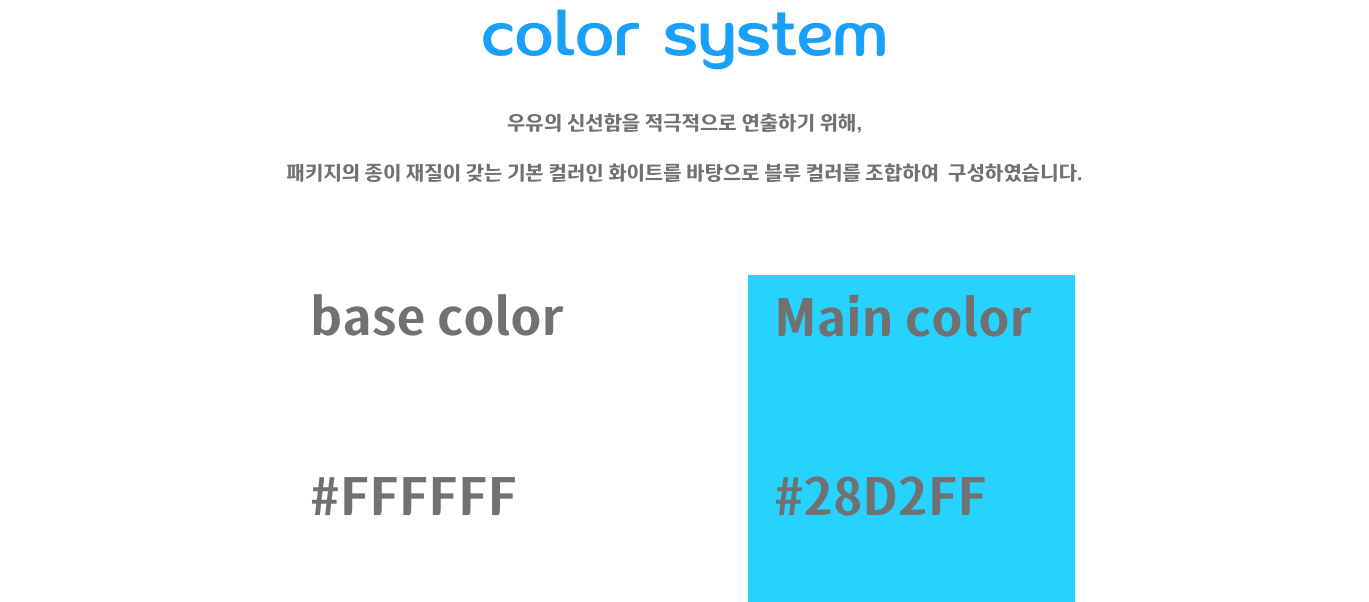 color system
우유의 신선함을 적극적으로 연출하기 위해,
패키지의 종이 재질이 갖는 기본 컬러인 화이트를 바탕으로 블루 컬러를 조합하여 구성하였습니다.
base color
Main color
#FFFFFF
#28D2FF